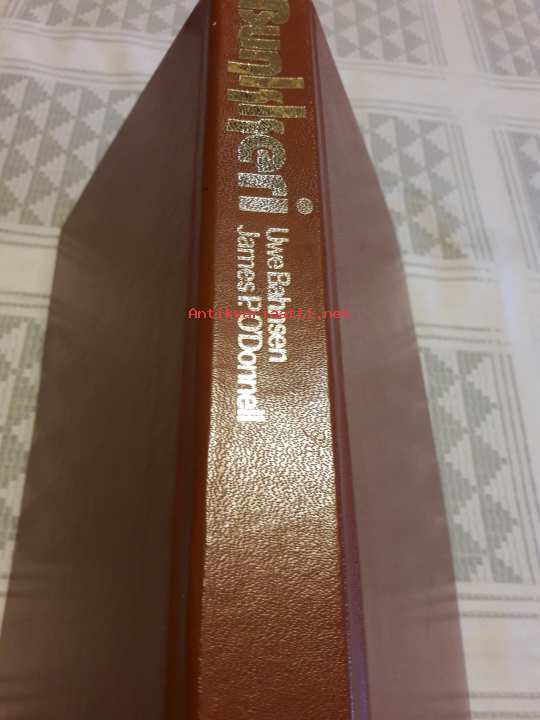 Bunkkeri
Uwe Bahnsen
James P. O'Donnell
Antikvariaatti.net